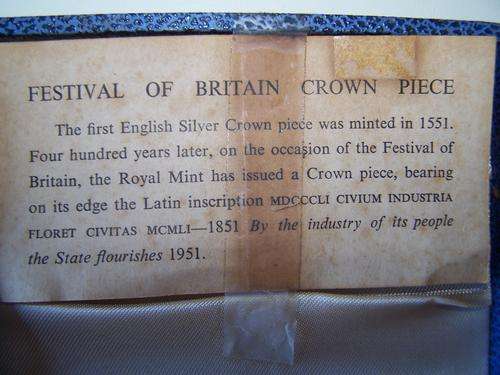 FESTIVAL OF BRITAIN CROWN PIECE
The first English Silver Crown piece was minted in 1551.
Four hundred years later, on the occasion of the Festival of
Britain, the Royal Mint has issued a Crown piece, bearing
on its edge the Latin inscription MDCCCLI CIVIUM INDUSTRIA
FLORET CIVITAS MCMLI—1851 By the industry of its people
the State flourishes 1951.